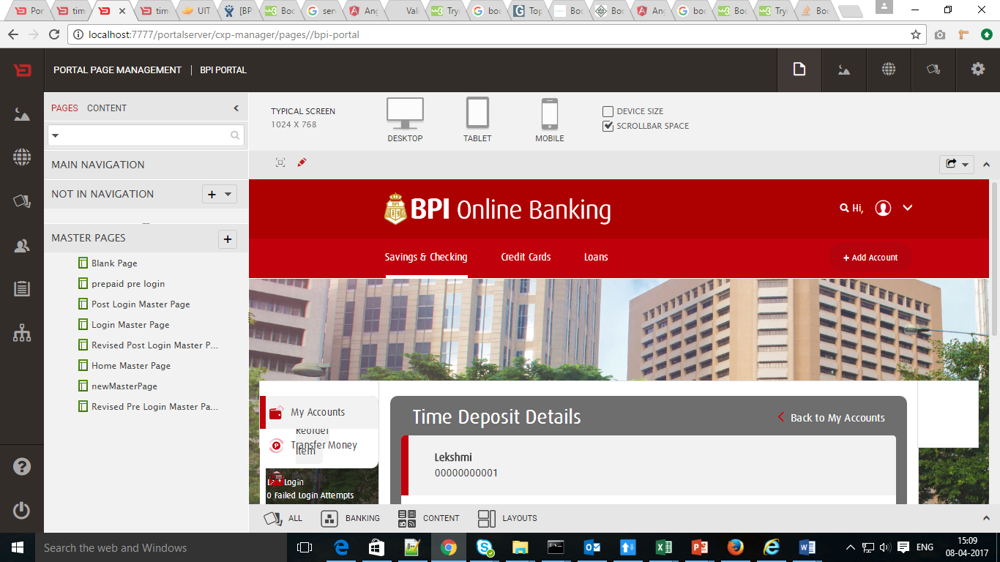 Por
time
time
UIT
[BP
Boo
serv
Ang
Vali
Try
boo
Top
Boo
Boo
Ang
boo
Boo
Try
Boo
localhost:7777/portalserver/cxp-manager/pages//bpi-portal
PORTAL PAGE MANAGEMENT | BPI PORTAL
PAGES CONTENT
TYPICAL SCREEN
1024 X 768
DESKTOP
TABLET
MOBILE
DEVICE SIZE
SCROLLBAR SPACE
MAIN NAVIGATION
NOT IN NAVIGATION
MASTER PAGES
Blank Page
prepaid pre login
Post Login Master Page
Login Master Page
Revised Post Login Master P...
Home Master Page
newMasterPage
Revised Pre Login Master Pa...
BPI Online Banking
Hi,
Savings & Checking
Credit Cards
Loans
+ Add Account
My Accounts
Reorder
Transfer Money
Item
Last Login
0 Failed Login Attempts
Time Deposit Details
Back to My Accounts
Lekshmi
00000000001
ALL
BANKING
CONTENT
LAYOUTS
Search the web and Windows
ENG
15:09
08-04-2017